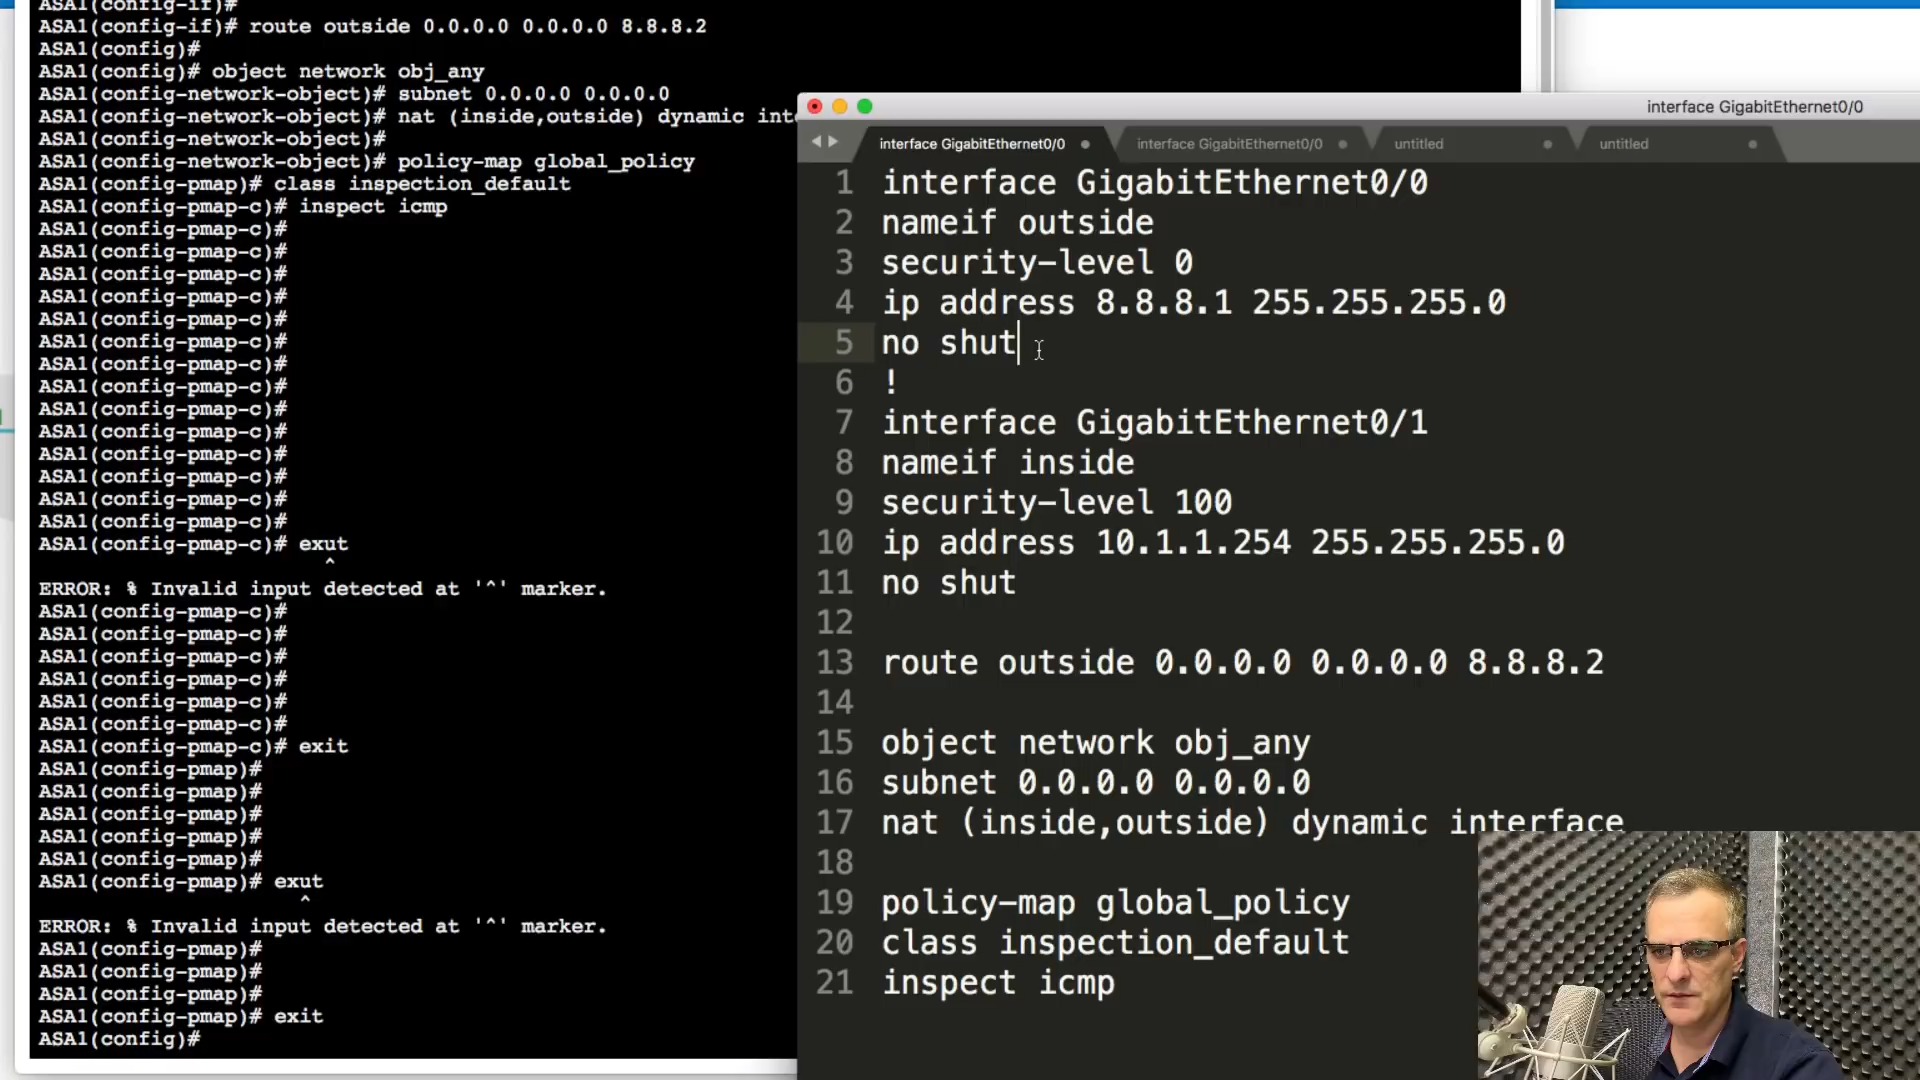 ASA1(config-if)#
ASA1(config-if)# route outside 0.0.0.0 0.0.0.0 8.8.8.2
ASA1(config)#
ASA1(config)# object network obj_any
ASA1(config-network-object)# subnet 0.0.0.0 0.0.0.0
ASA1(config-network-object)# nat (inside,outside) dynamic inte
ASA1(config-network-object)#
ASA1(config-network-object)# policy-map global_policy
ASA1(config-pmap)# class inspection_default
ASA1(config-pmap-c)# inspect icmp
ASA1(config-pmap-c)#
ASA1(config-pmap-c)#
ASA1(config-pmap-c)#
ASA1(config-pmap-c)#
ASA1(config-pmap-c)#
ASA1(config-pmap-c)#
ASA1(config-pmap-c)#
ASA1(config-pmap-c)#
ASA1(config-pmap-c)#
ASA1(config-pmap-c)#
ASA1(config-pmap-c)#
ASA1(config-pmap-c)#
ASA1(config-pmap-c)#
ASA1(config-pmap-c)#
ASA1(config-pmap-c)# exut
^
ERROR: % Invalid input detected at '^' marker.
ASA1(config-pmap-c)#
ASA1(config-pmap-c)#
ASA1(config-pmap-c)#
ASA1(config-pmap-c)#
ASA1(config-pmap-c)#
ASA1(config-pmap-c)#
ASA1(config-pmap-c)# exit
ASA1(config-pmap)#
ASA1(config-pmap)#
ASA1(config-pmap)#
ASA1(config-pmap)#
ASA1(config-pmap)#
ASA1(config-pmap)# exut
^
ERROR: % Invalid input detected at '^' marker.
ASA1(config-pmap)#
ASA1(config-pmap)#
ASA1(config-pmap)#
ASA1(config-pmap)# exit
ASA1(config)#
interface GigabitEthernet0/0
interface GigabitEthernet0/0 interface GigabitEthernet0/0 untitled untitled
1 interface GigabitEthernet0/0
2 nameif outside
3 security-level 0
4 ip address 8.8.8.1 255.255.255.0
5 no shut
6 !
7 interface GigabitEthernet0/1
8 nameif inside
9 security-level 100
10 ip address 10.1.1.254 255.255.255.0
11 no shut
12
13 route outside 0.0.0.0 0.0.0.0 8.8.8.2
14
15 object network obj_any
16 subnet 0.0.0.0 0.0.0.0
17 nat (inside,outside) dynamic interface
18
19 policy-map global_policy
20 class inspection_default
21 inspect icmp